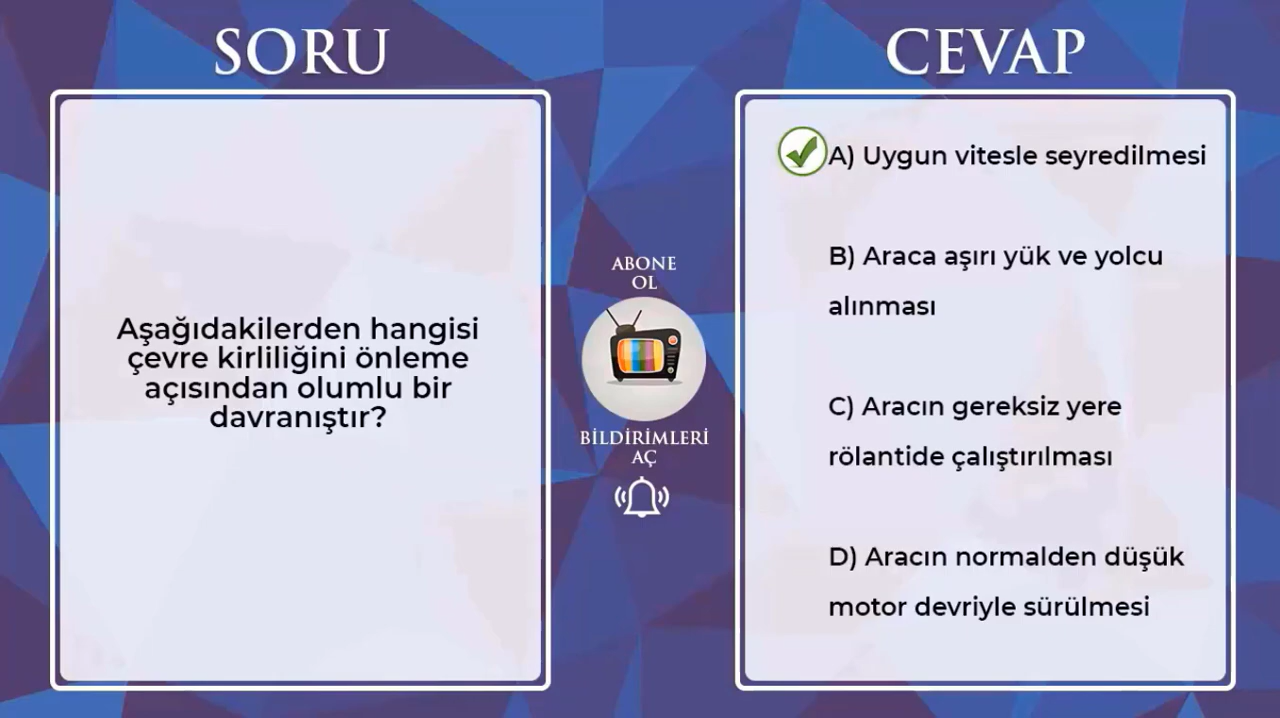 SORU
Aşağıdakilerden hangisi
çevre kirliliğini önleme
açısından olumlu bir
davranıştır?
ABONE
OL
BİLDİRİMLERİ
AÇ
CEVAP
A) Uygun vitesle seyredilmesi
B) Araca aşırı yük ve yolcu
alınması
C) Aracın gereksiz yere
rölantide çalıştırılması
D) Aracın normalden düşük
motor devriyle sürülmesi